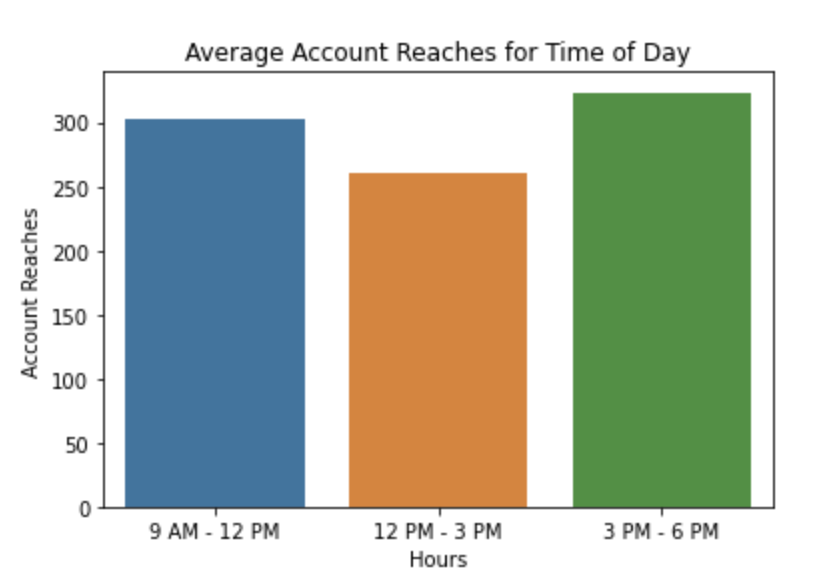 Average Account Reaches for Time of Day
Account Reaches
300
250
200
150
100
50
0
9 AM - 12 PM
12 PM - 3 PM
3 PM - 6 PM
Hours